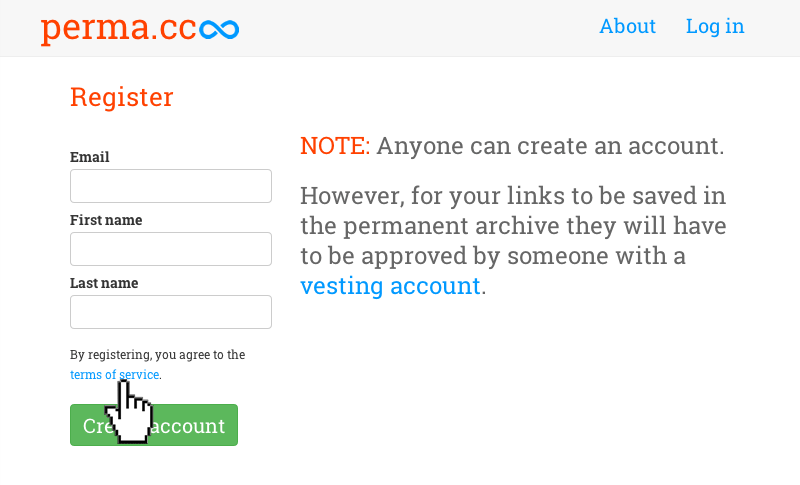 perma.cc
About Log in
Register
NOTE: Anyone can create an account.
However, for your links to be saved in
the permanent archive they will have
to be approved by someone with a
vesting account.
Email
First name
Last name
By registering, you agree to the
terms of service.
account